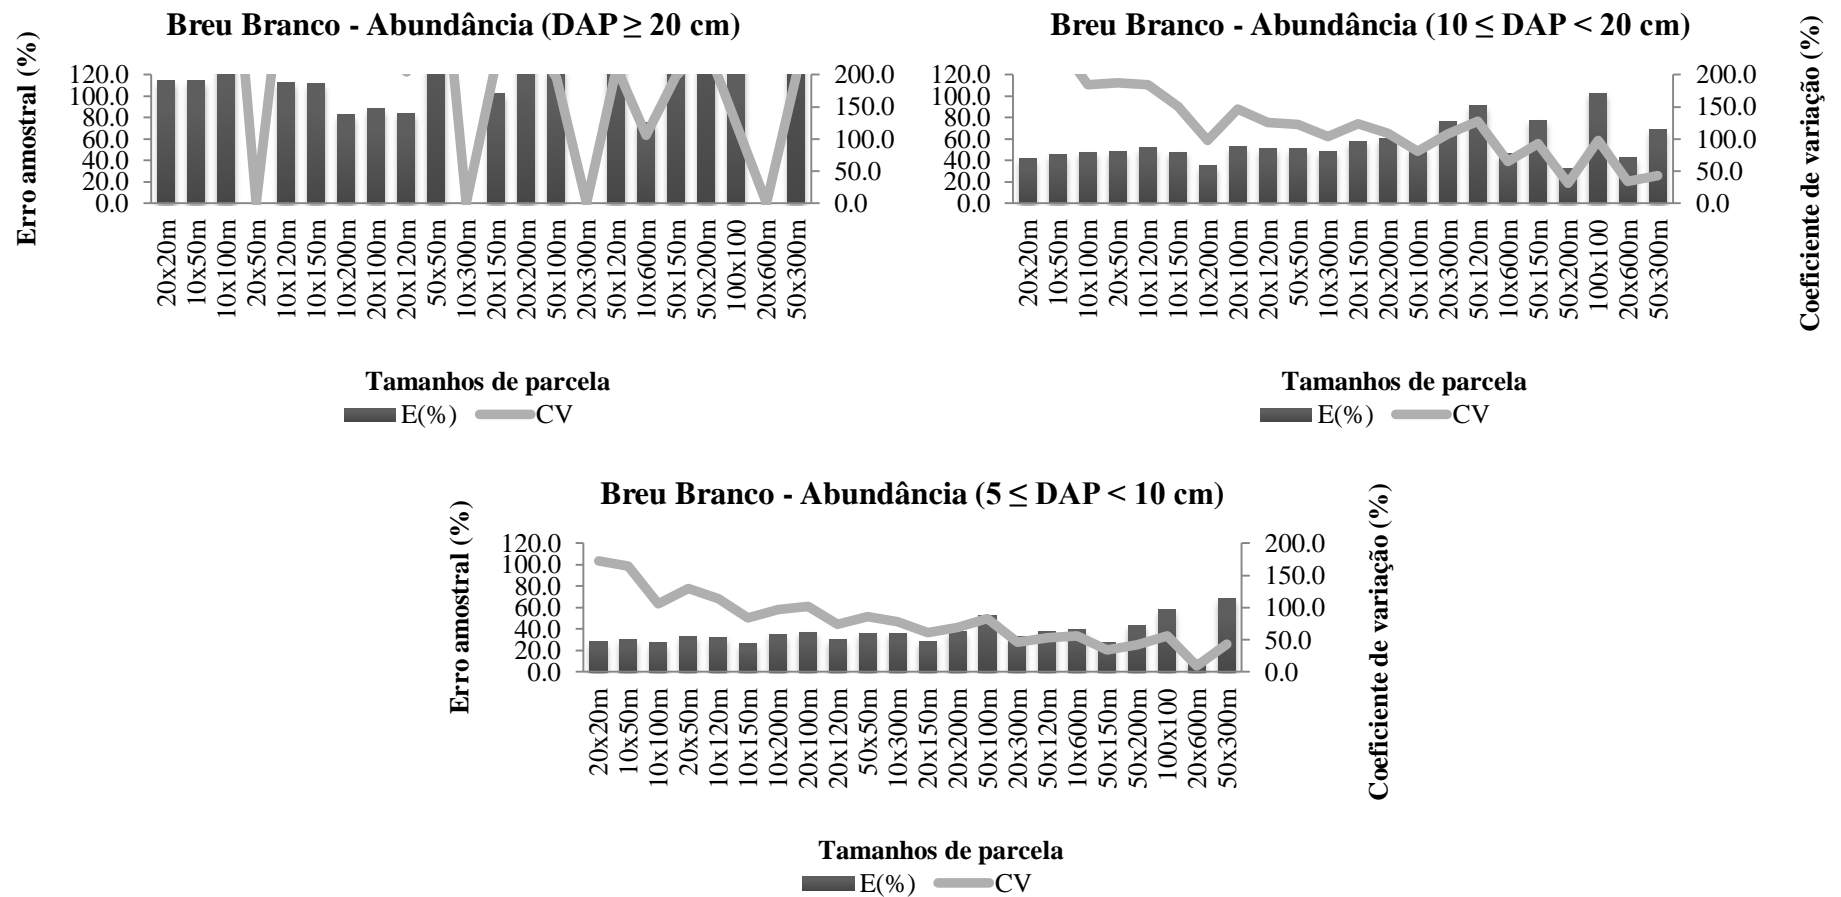 Breu Branco - Abundância (DAP ≥ 20 cm)
Erro amostral (%)
120.0
100.0
80.0
60.0
40.0
20.0
0.0
200.0
150.0
100.0
50.0
0.0
20x20m
10x50m
10x100m
20x50m
10x120m
10x150m
10x200m
20x100m
20x120m
50x50m
10x300m
20x150m
20x200m
50x100m
20x300m
50x120m
10x600m
50x150m
50x200m
100x100
20x600m
50x300m
Tamanhos de parcela
E(%) CV
Breu Branco - Abundância (10 ≤ DAP < 20 cm)
120.0
100.0
80.0
60.0
40.0
20.0
0.0
200.0
150.0
100.0
50.0
0.0
Coeficiente de variação (%)
20x20m
10x50m
10x100m
20x50m
10x120m
10x150m
10x200m
20x100m
20x120m
50x50m
10x300m
20x150m
20x200m
50x100m
20x300m
50x120m
10x600m
50x150m
50x200m
100x100
20x600m
50x300m
Tamanhos de parcela
E(%) CV
Breu Branco - Abundância (5 ≤ DAP < 10 cm)
Erro amostral (%)
120.0
100.0
80.0
60.0
40.0
20.0
0.0
200.0
150.0
100.0
50.0
0.0
Coeficiente de variação (%)
20x20m
10x50m
10x100m
20x50m
10x120m
10x150m
10x200m
20x100m
20x120m
50x50m
10x300m
20x150m
20x200m
50x100m
20x300m
50x120m
10x600m
50x150m
50x200m
100x100
20x600m
50x300m
Tamanhos de parcela
E(%) CV